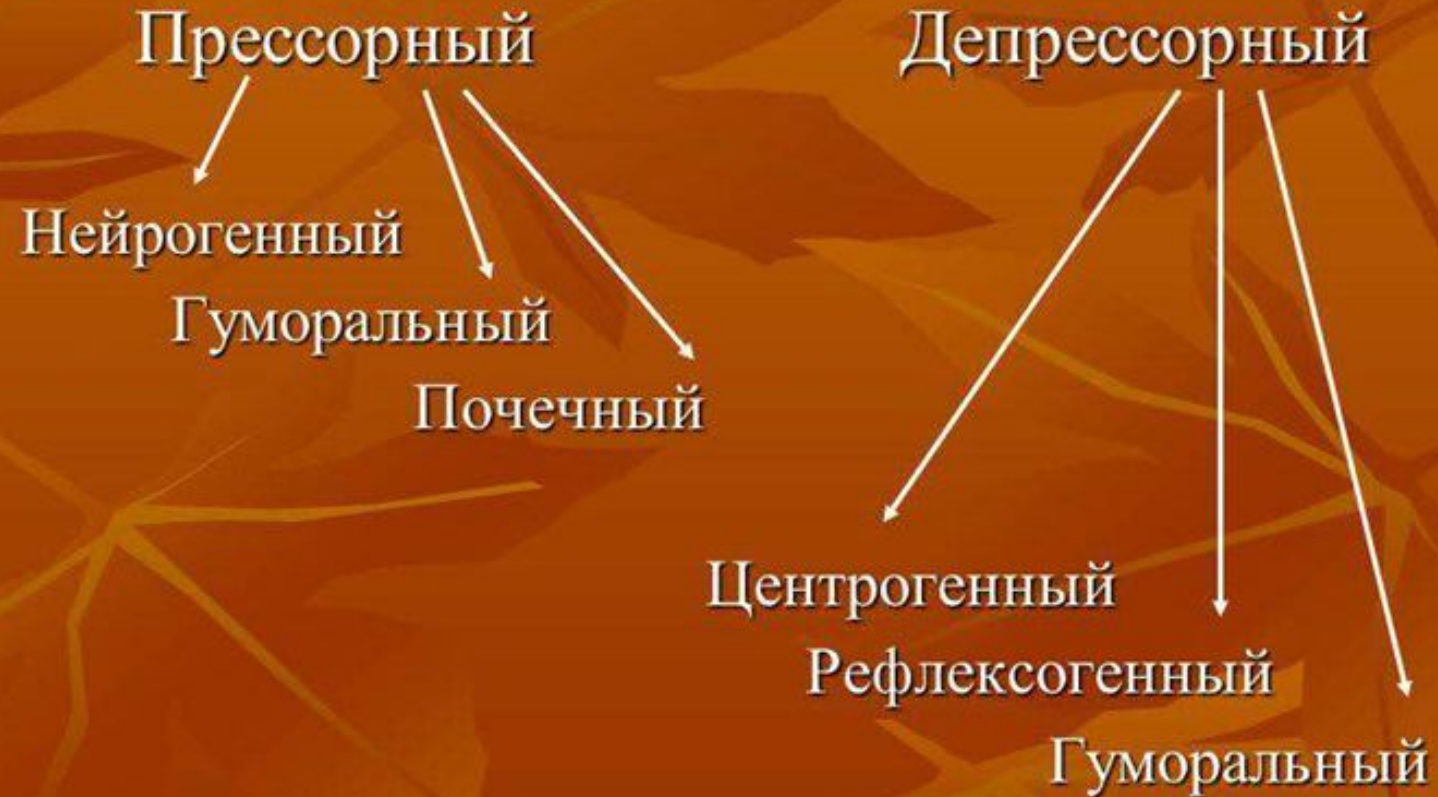 Прессорный
Депрессорный
Нейрогенный
Гуморальный
Почечный
Центрогенный
Рефлексогенный
Гуморальный